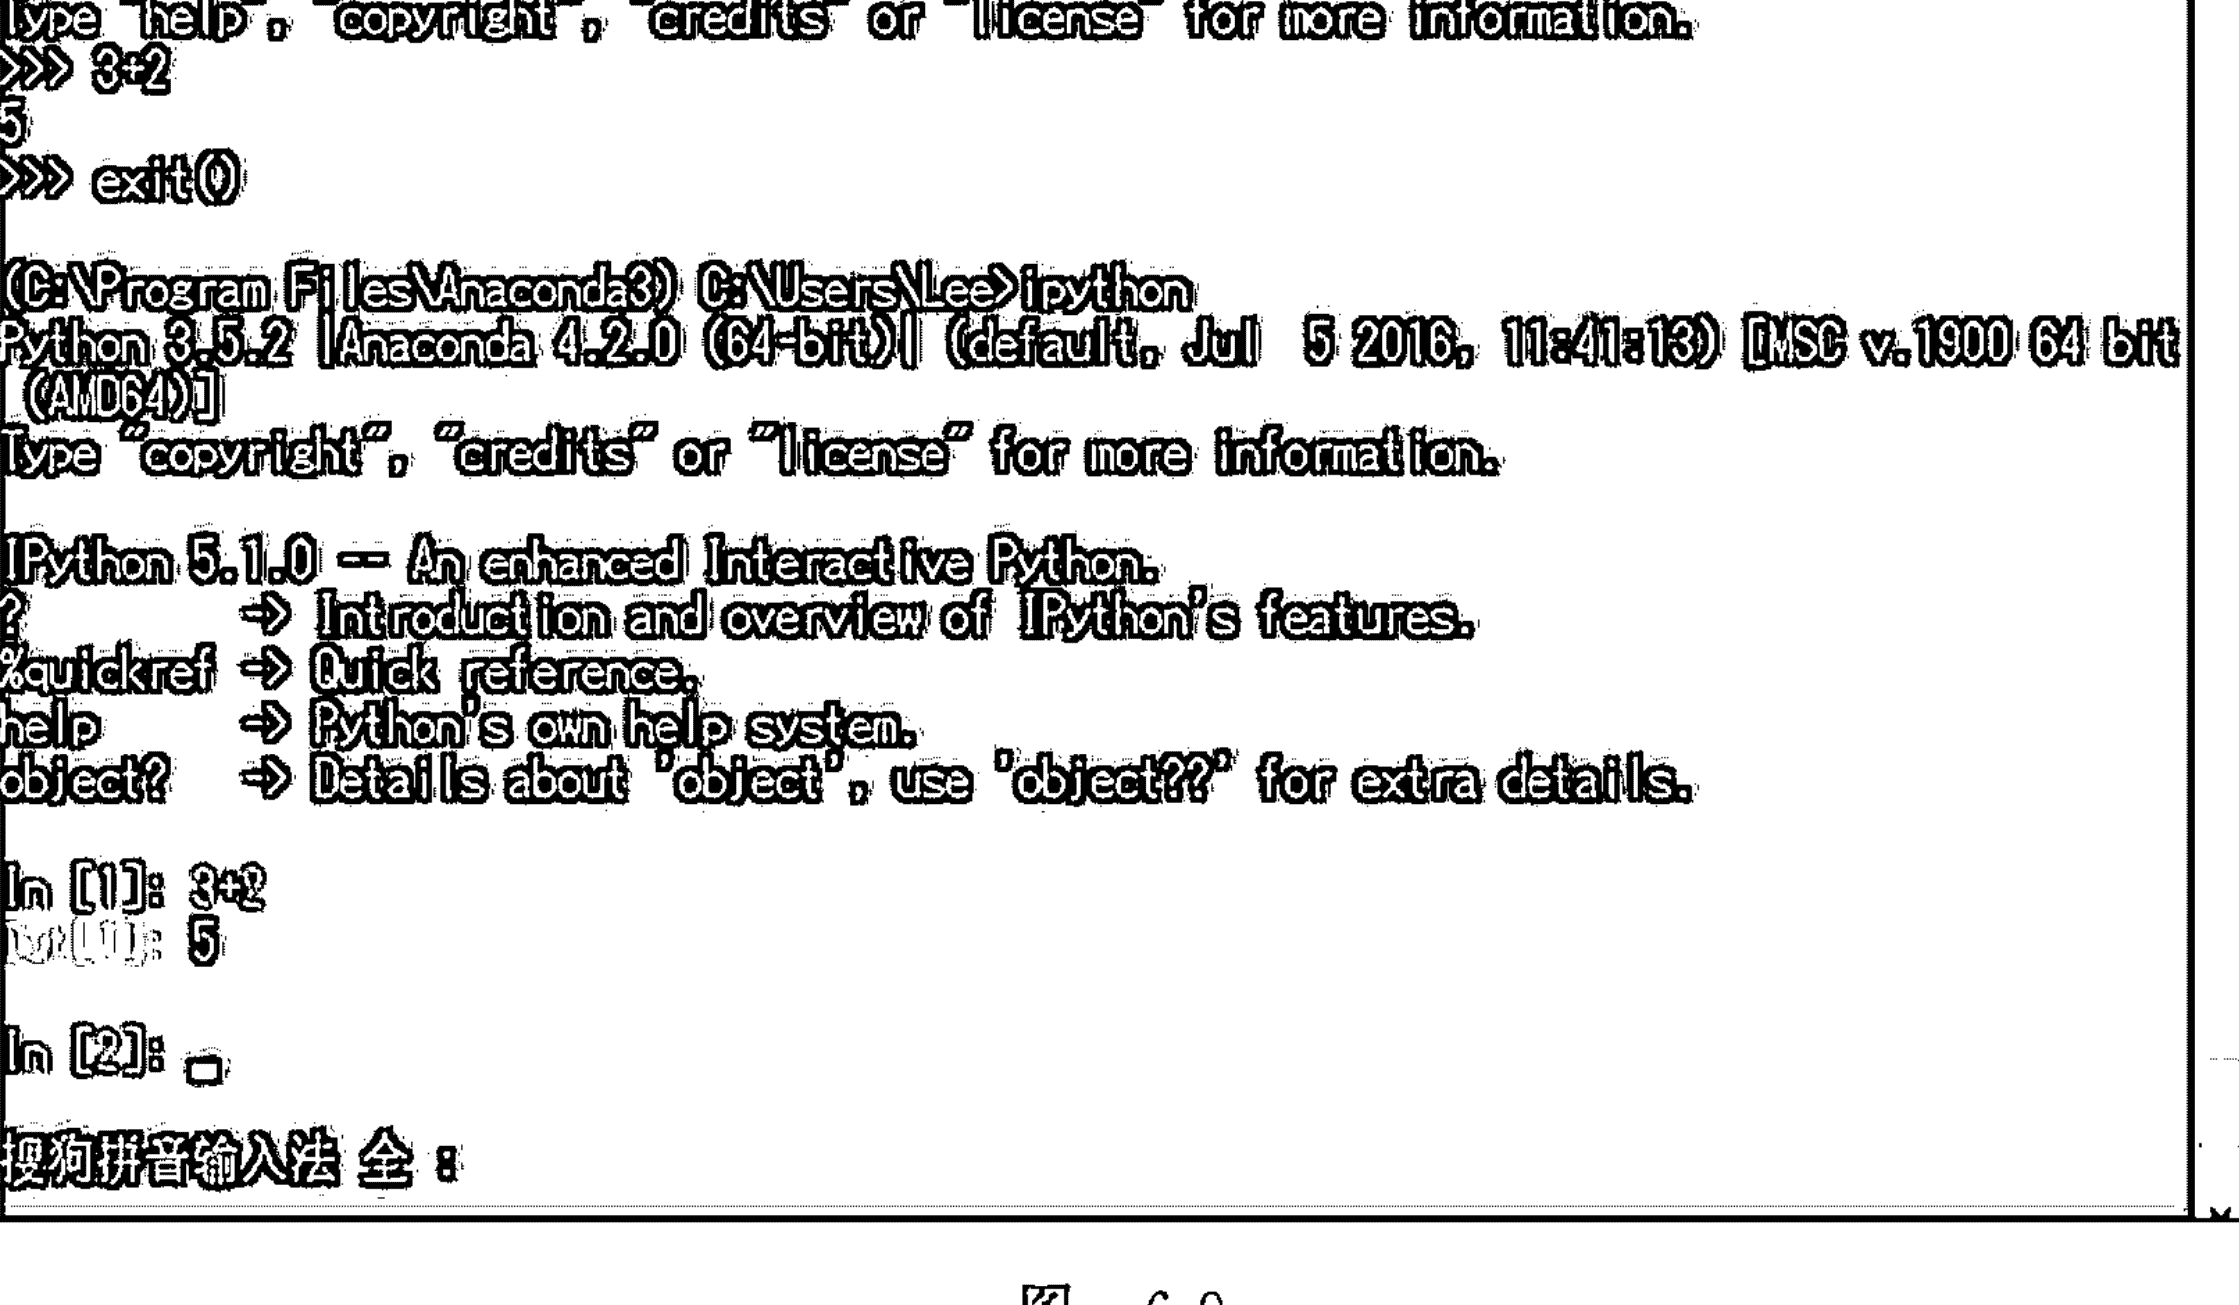 Type "help", "copyright", "credits" or "license" for more information.
>>> 3+2
5
>>> exit()
(C:\Program Files\Anaconda3) C:\Users\Lee>ipython
Python 3.5.2 |Anaconda 4.2.0 (64-bit)| (default, Jul  5 2016, 11:41:13) [MSC v.1900 64 bit
 (AMD64)]
Type "copyright", "credits" or "license" for more information.
IPython 5.1.0 -- An enhanced Interactive Python.
?         -> Introduction and overview of IPython's features.
%quickref -> Quick reference.
help      -> Python's own help system.
object?   -> Details about 'object', use 'object??' for extra details.
In [1]: 3+2
Out[1]: 5
In [2]:
搜狗拼音输入法 全 :